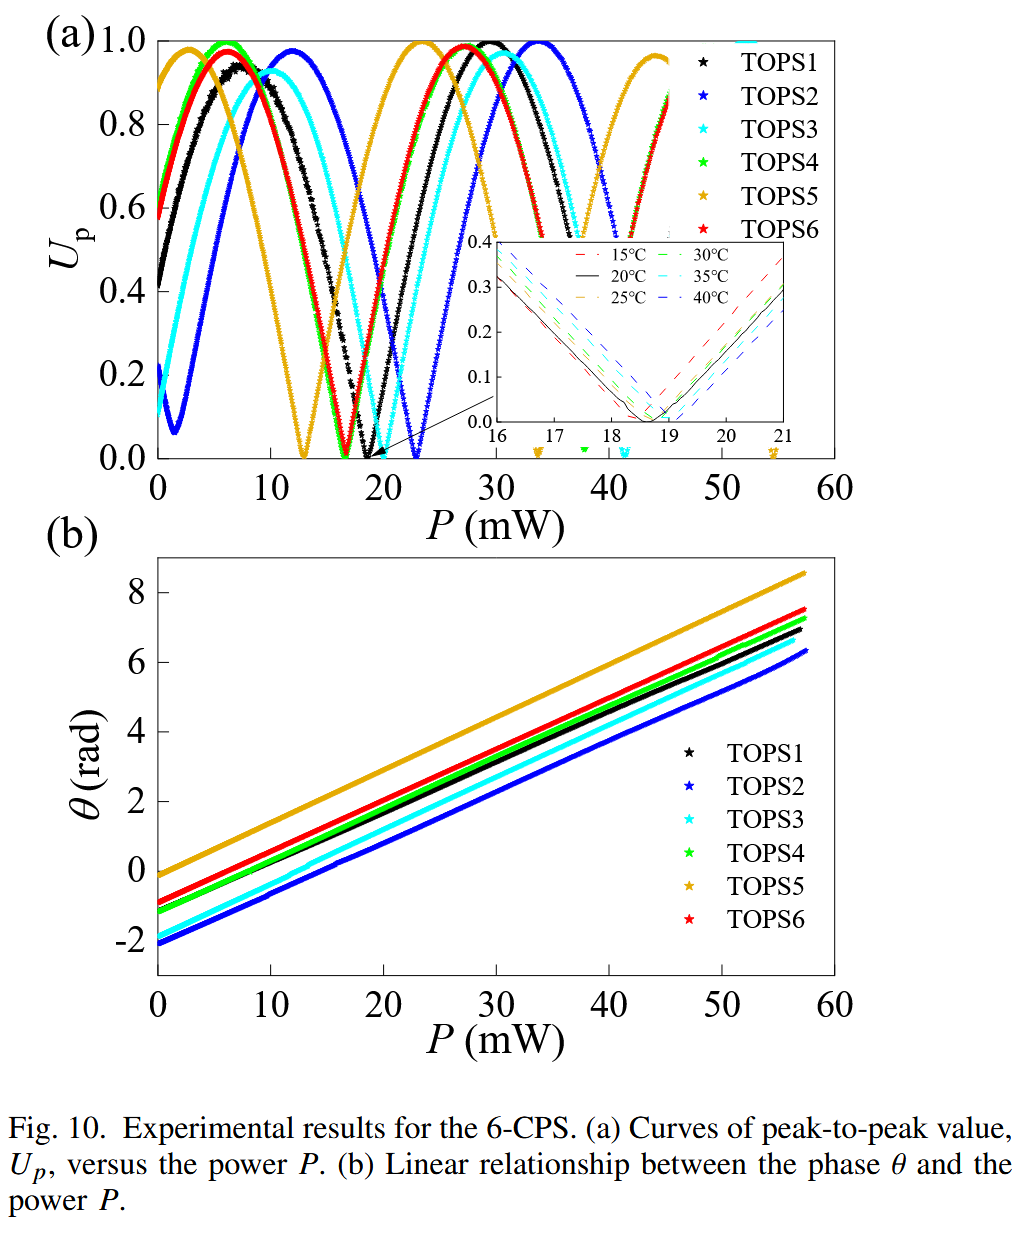 (a)
1.0
0.8
0.6
0.4
0.2
0.0
Up
TOPS1
TOPS2
TOPS3
TOPS4
TOPS5
TOPS6
0.4
0.3
0.2
0.1
0.0
15℃ 30℃
20℃ 35℃
25℃ 40℃
16 17 18 19 20 21
0 10 20 30 40 50 60
P (mW)
(b)
8
6
4
2
0
-2
θ (rad)
TOPS1
TOPS2
TOPS3
TOPS4
TOPS5
TOPS6
0 10 20 30 40 50 60
P (mW)
Fig. 10. Experimental results for the 6-CPS. (a) Curves of peak-to-peak value,
Up, versus the power P. (b) Linear relationship between the phase θ and the
power P.